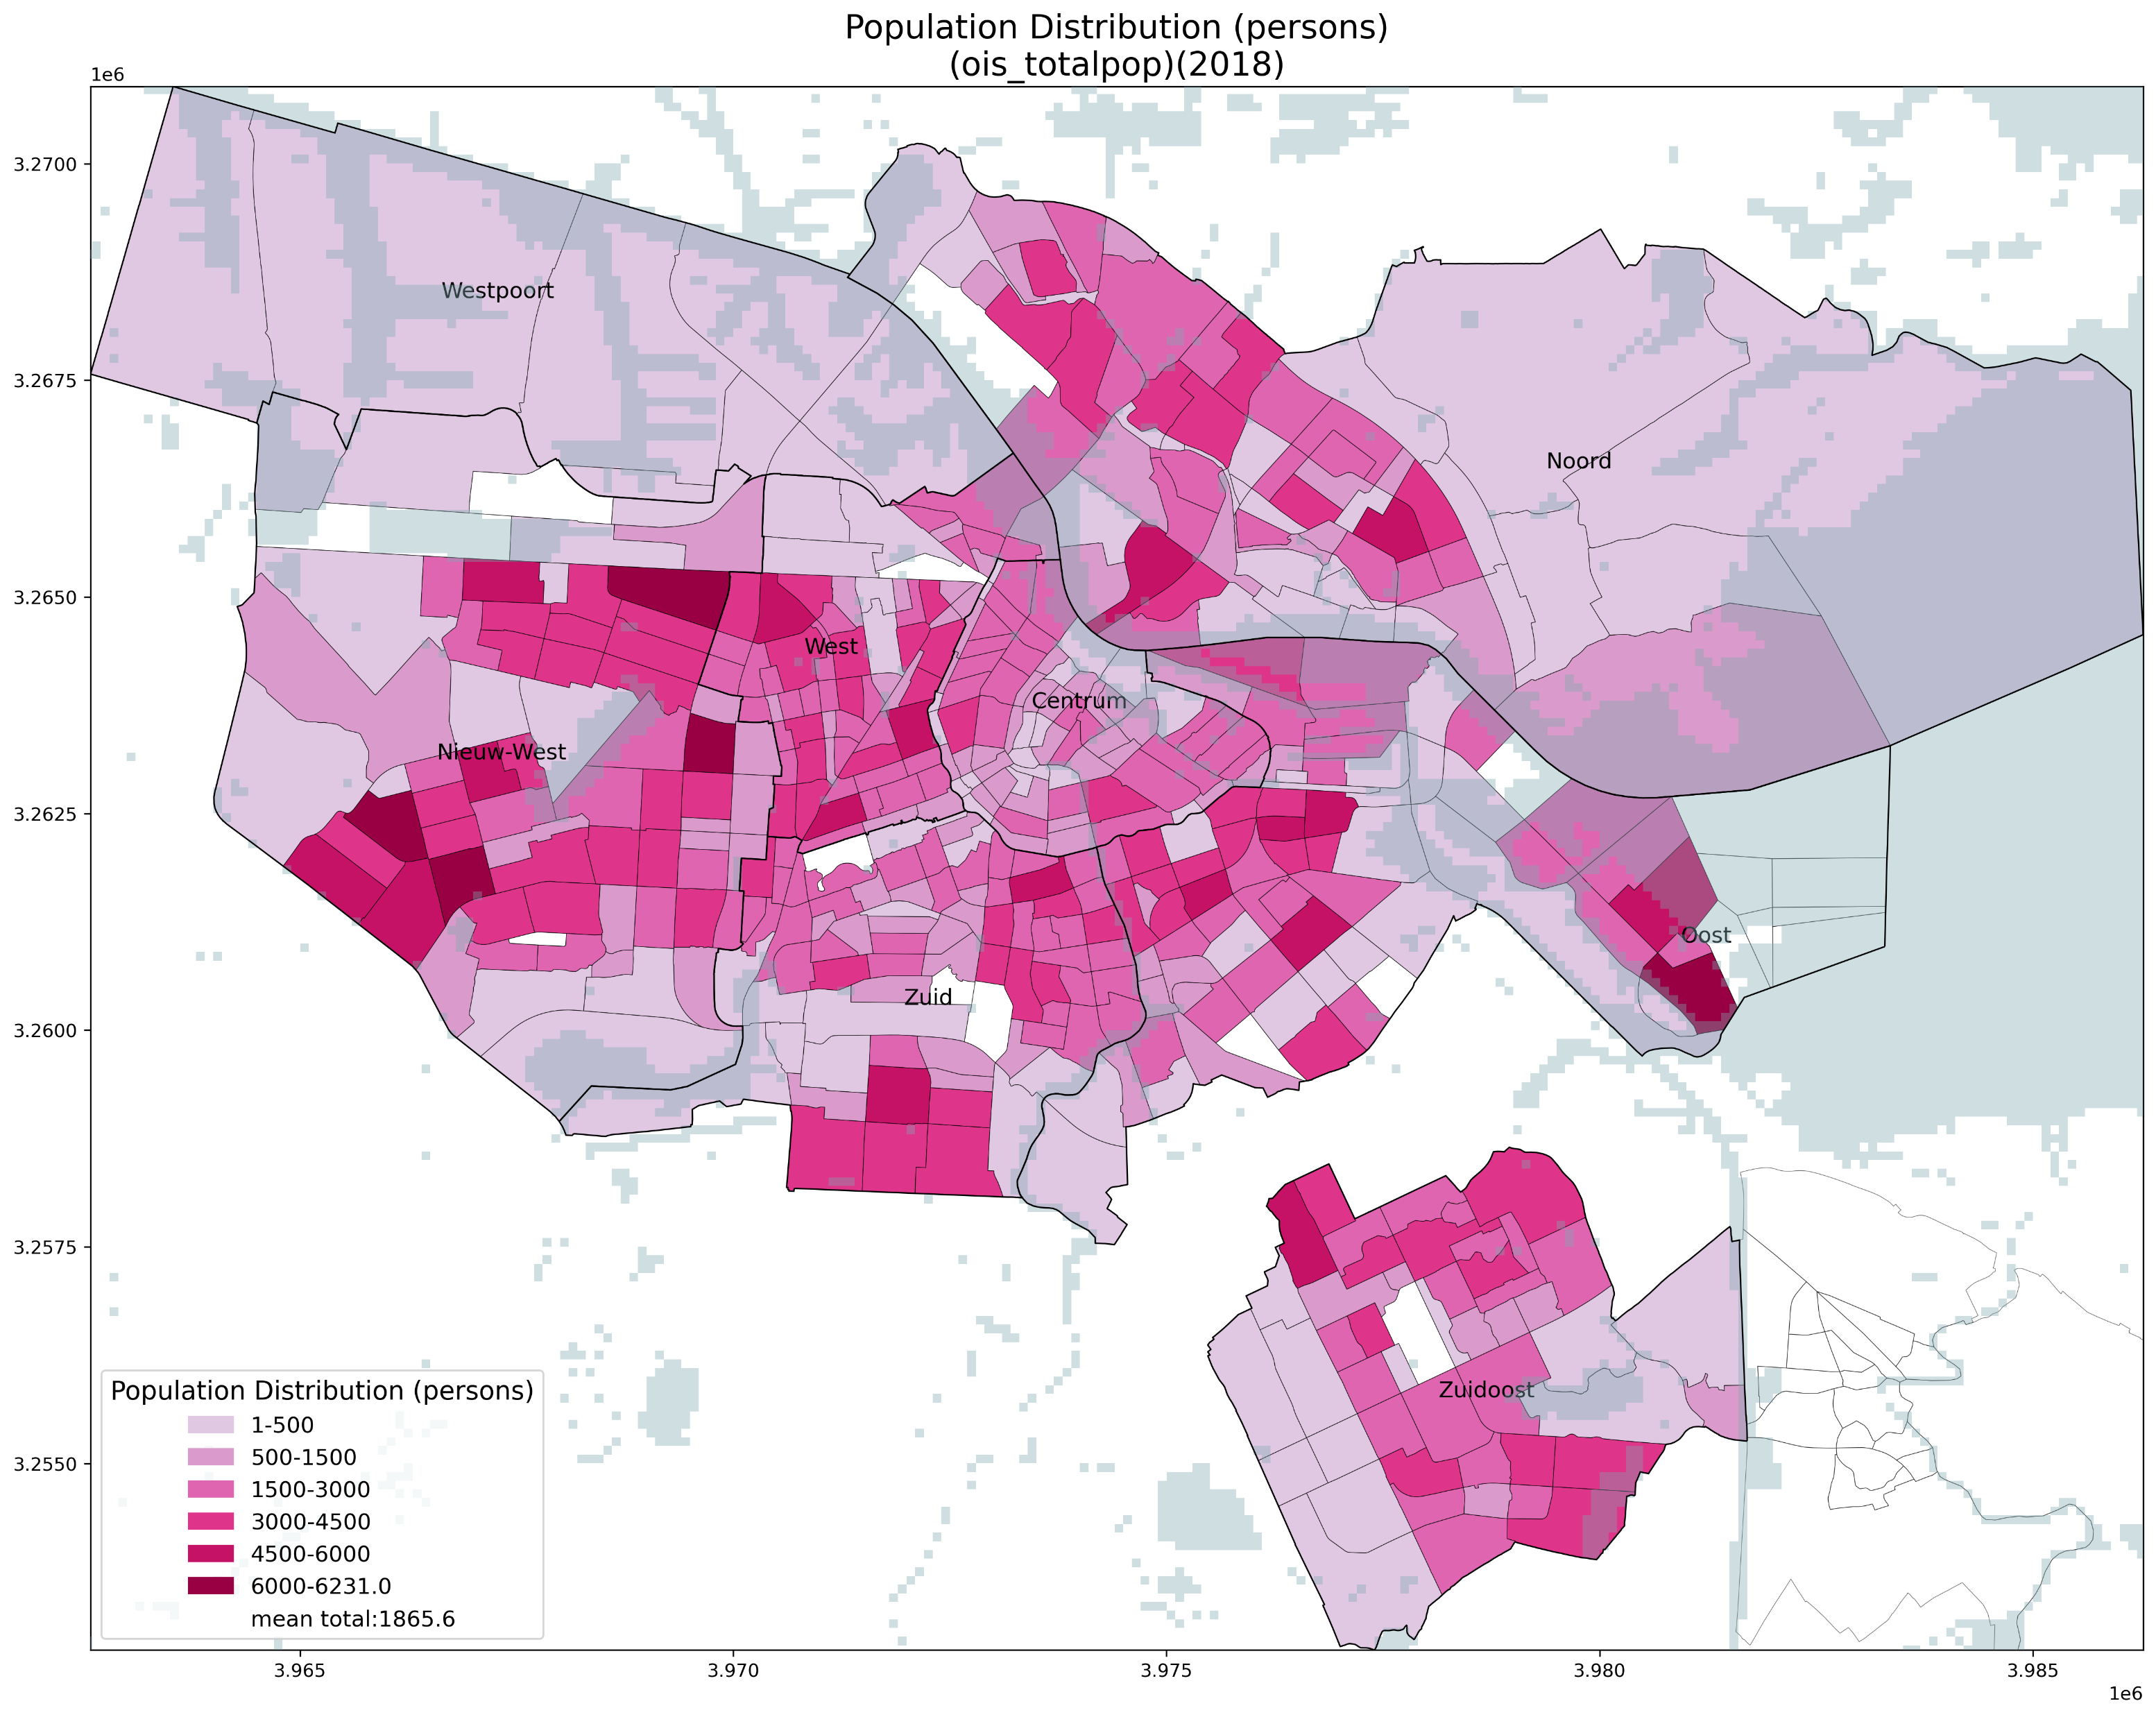 Population Distribution (persons)
(ois_totalpop)(2018)
1e6
3.2700
3.2675
3.2650
3.2625
3.2600
3.2575
3.2550
Westpoort
Noord
West
Centrum
Nieuw-West
Oost
Zuid
Zuidoost
Population Distribution (persons)
1-500
500-1500
1500-3000
3000-4500
4500-6000
6000-6231.0
mean total:1865.6
3.965 3.970 3.975 3.980 3.985
1e6